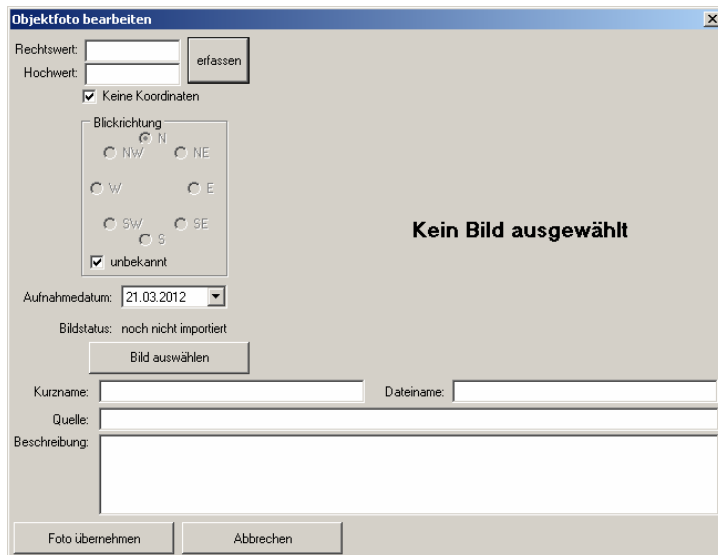 Objektfoto bearbeiten
Rechtswert:
erfassen
Hochwert:
Keine Koordinaten
Blickrichtung
N
NW NE
W E
SW SE
S
unbekannt
Kein Bild ausgewählt
Aufnahmedatum: 21.03.2012
Bildstatus: noch nicht importiert
Bild auswählen
Kurzname: Dateiname:
Quelle:
Beschreibung:
Foto übernehmen Abbrechen